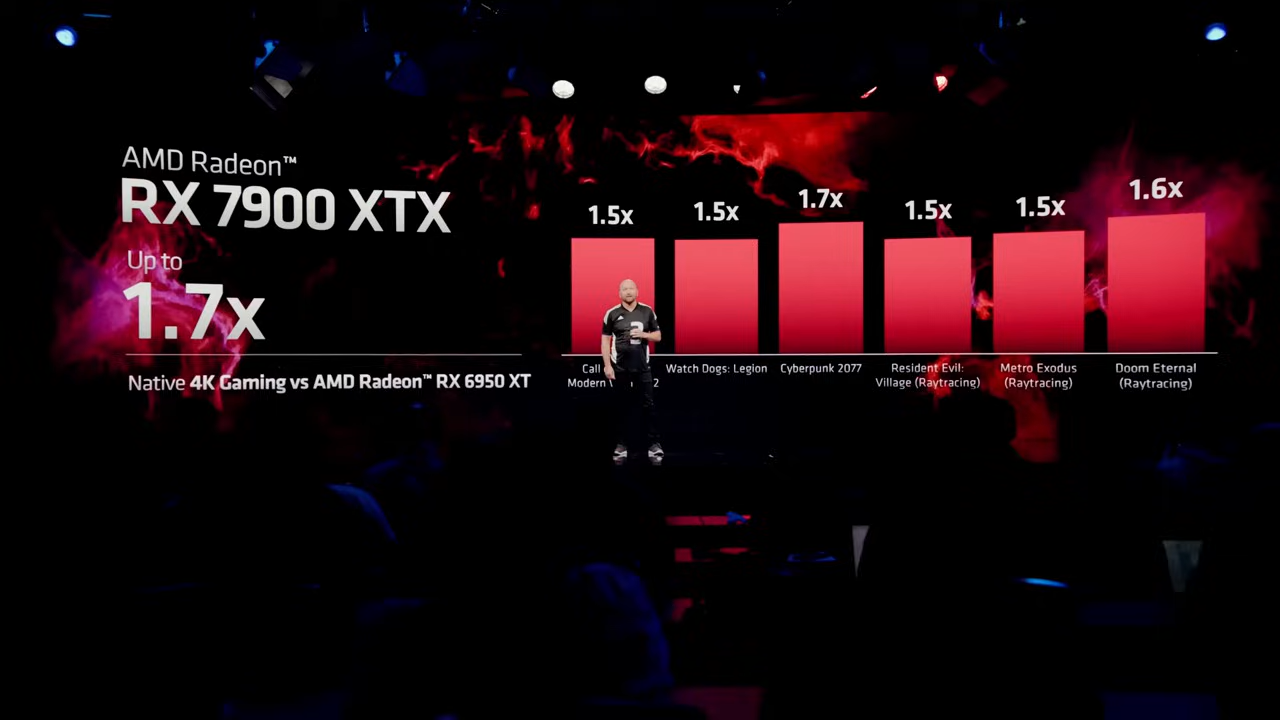 AMD Radeon™
RX 7900 XTX
Up to
1.7x
Native 4K Gaming vs AMD Radeon™ RX 6950 XT
1.5x
Call
Modern 2
1.5x
Watch Dogs: Legion
1.7x
Cyberpunk 2077
1.5x
Resident Evil:
Village (Raytracing)
1.5x
Metro Exodus
(Raytracing)
1.6x
Doom Eternal
(Raytracing)